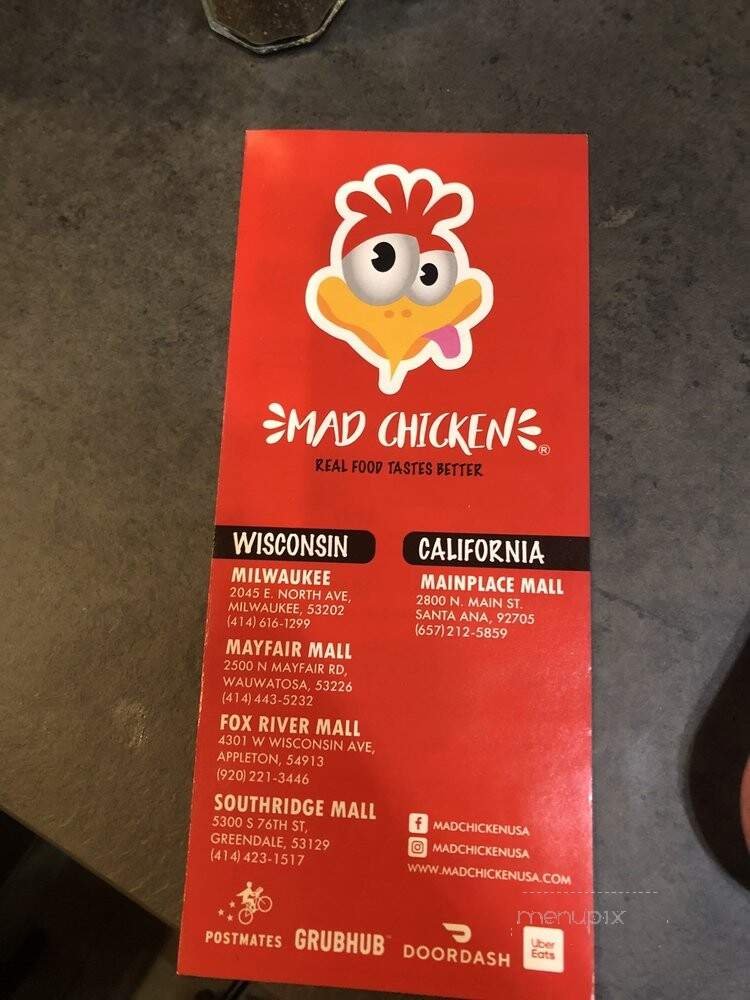 MAD CHICKEN®
REAL FOOD TASTES BETTER
WISCONSIN
MILWAUKEE
2045 E. NORTH AVE,
MILWAUKEE, 53202
(414) 616-1299
MAYFAIR MALL
2500 N MAYFAIR RD,
WAUWATOSA, 53226
(414) 443-5232
FOX RIVER MALL
4301 W WISCONSIN AVE,
APPLETON, 54913
(920) 221-3446
SOUTHRIDGE MALL
5300 S 76TH ST,
GREENDALE, 53129
(414) 423-1517
CALIFORNIA
MAINPLACE MALL
2800 N. MAIN ST.
SANTA ANA, 92705
(657) 212-5859
f MADCHICKENUSA
MADCHICKENUSA
WWW.MADCHICKENUSA.COM
POSTMATES
GRUBHUB
DOORDASH
Uber
Eats
menupix